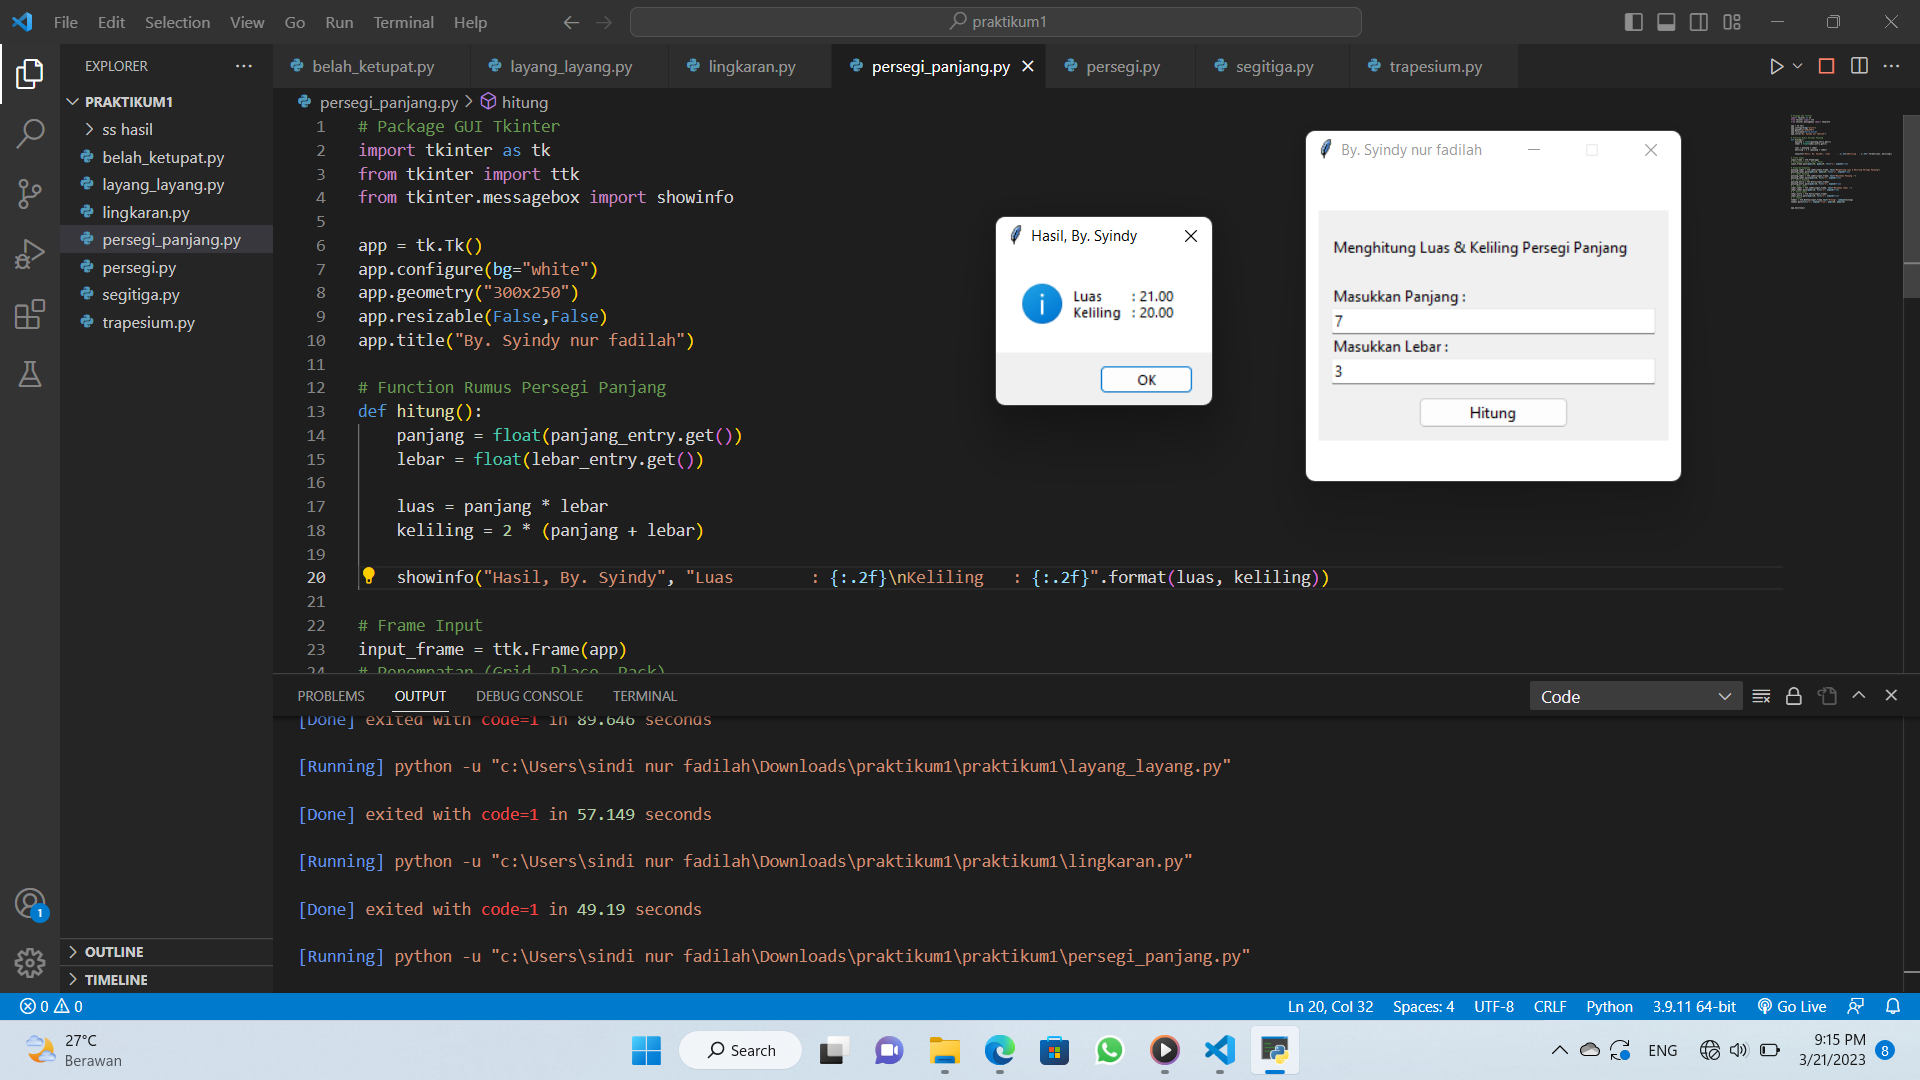 File Edit Selection View Go Run Terminal Help
praktikum1
EXPLORER
PRAKTIKUM1
ss hasil
belah_ketupat.py
layang_layang.py
lingkaran.py
persegi_panjang.py
persegi.py
segitiga.py
trapesium.py
OUTLINE
TIMELINE
belah_ketupat.py layang_layang.py lingkaran.py persegi_panjang.py persegi.py segitiga.py trapesium.py
persegi_panjang.py > hitung
1 # Package GUI Tkinter
2 import tkinter as tk
3 from tkinter import ttk
4 from tkinter.messagebox import showinfo
5
6 app = tk.Tk()
7 app.configure(bg="white")
8 app.geometry("300x250")
9 app.resizable(False,False)
10 app.title("By. Syindy nur fadilah")
11
12 # Function Rumus Persegi Panjang
13 def hitung():
14 panjang = float(panjang_entry.get())
15 lebar = float(lebar_entry.get())
16
17 luas = panjang * lebar
18 keliling = 2 * (panjang + lebar)
19
20 showinfo("Hasil, By. Syindy", "Luas        : {:.2f}\nKeliling   : {:.2f}".format(luas, keliling))
21
22 # Frame Input
23 input_frame = ttk.Frame(app)
24 # Penempatan (Grid, Place, Pack)
Hasil, By. Syindy
Luas : 21.00
Keliling : 20.00
OK
By. Syindy nur fadilah
Menghitung Luas & Keliling Persegi Panjang
Masukkan Panjang :
7
Masukkan Lebar :
3
Hitung
PROBLEMS OUTPUT DEBUG CONSOLE TERMINAL
Code
[Done] exited with code=1 in 89.646 seconds
[Running] python -u "c:\Users\sindi nur fadilah\Downloads\praktikum1\praktikum1\layang_layang.py"
[Done] exited with code=1 in 57.149 seconds
[Running] python -u "c:\Users\sindi nur fadilah\Downloads\praktikum1\praktikum1\lingkaran.py"
[Done] exited with code=1 in 49.19 seconds
[Running] python -u "c:\Users\sindi nur fadilah\Downloads\praktikum1\praktikum1\persegi_panjang.py"
1
0 0
Ln 20, Col 32 Spaces: 4 UTF-8 CRLF Python 3.9.11 64-bit Go Live
27°C
Berawan
Search
ENG
9:15 PM
3/21/2023
8